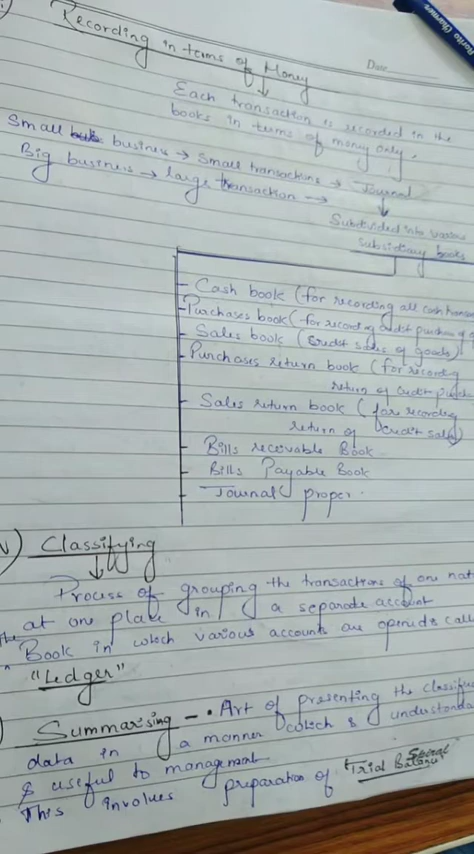 Recording in terms of Money
Date
Each transaction is recorded in the
books in terms of money only.
Small business → Small transactions → Journal
Big business → large transaction →
Subdivided into various
subsidiary books
- Cash book (for recording all cash
- Purchases book (for recording credit purchase of
- Sales book (credit sales of goods)
- Purchases return book (for recording
return of credit
- Sales return book (for recording
return of credit sales)
- Bills receivable Book
- Bills Payable Book
- Journal proper.
Classifying
Process of grouping the transactions of one
at one place in a separate account
The Book in which various accounts are opened
"Ledger"
Summarising - • Art of presenting the
data in a manner which is
& useful to management
This involves preparation of "Trial
Spiral